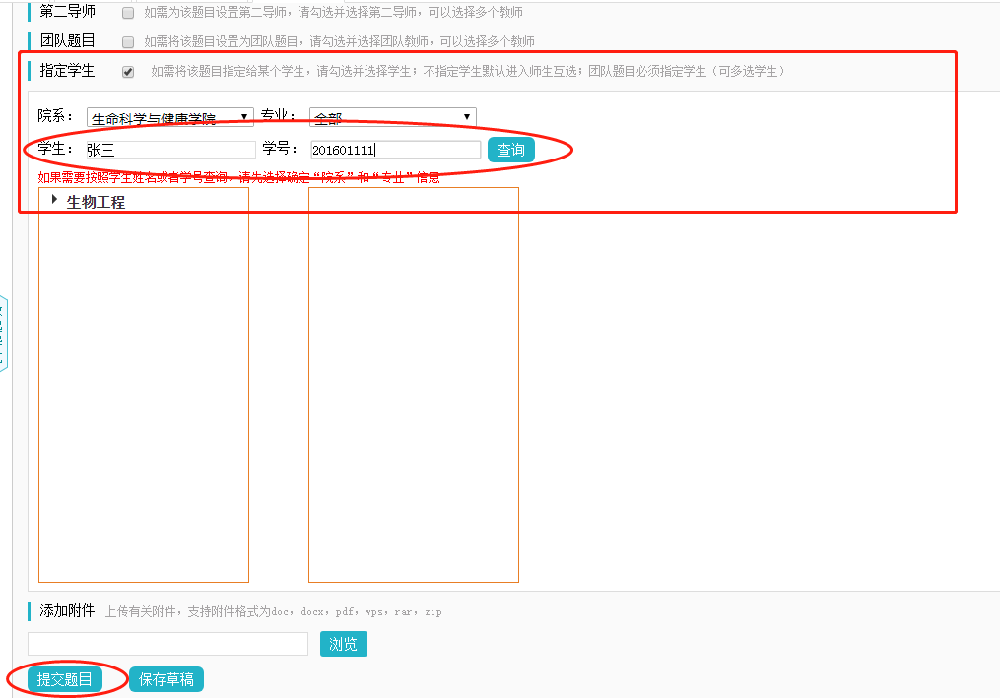 第二导师 如需为该题目设置第二导师，请勾选并选择第二导师，可以选择多个教师
团队题目 如需将该题目设置为团队题目，请勾选并选择团队教师，可以选择多个教师
指定学生 如需将该题目指定给某个学生，请勾选并选择学生；不指定学生默认进入师生互选；团队题目必须指定学生（可多选学生）
院系： 生命科学与健康学院 专业： 全部
学生： 张三 学号： 201601111 查询
如果需要按照学生姓名或者学号查询，请先选择确定“院系”和“专业”信息
生物工程
添加附件 上传有关附件，支持附件格式为doc，docx，pdf，wps，rar，zip
浏览
提交题目 保存草稿